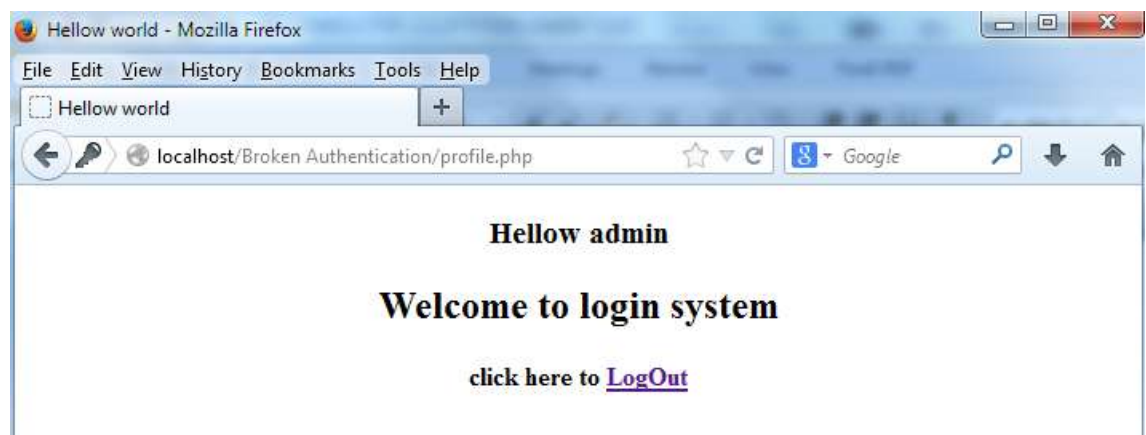 Hellow world - Mozilla Firefox
File Edit View History Bookmarks Tools Help
Hellow world +
localhost/Broken Authentication/profile.php 8 Google
Hellow admin
Welcome to login system
click here to LogOut